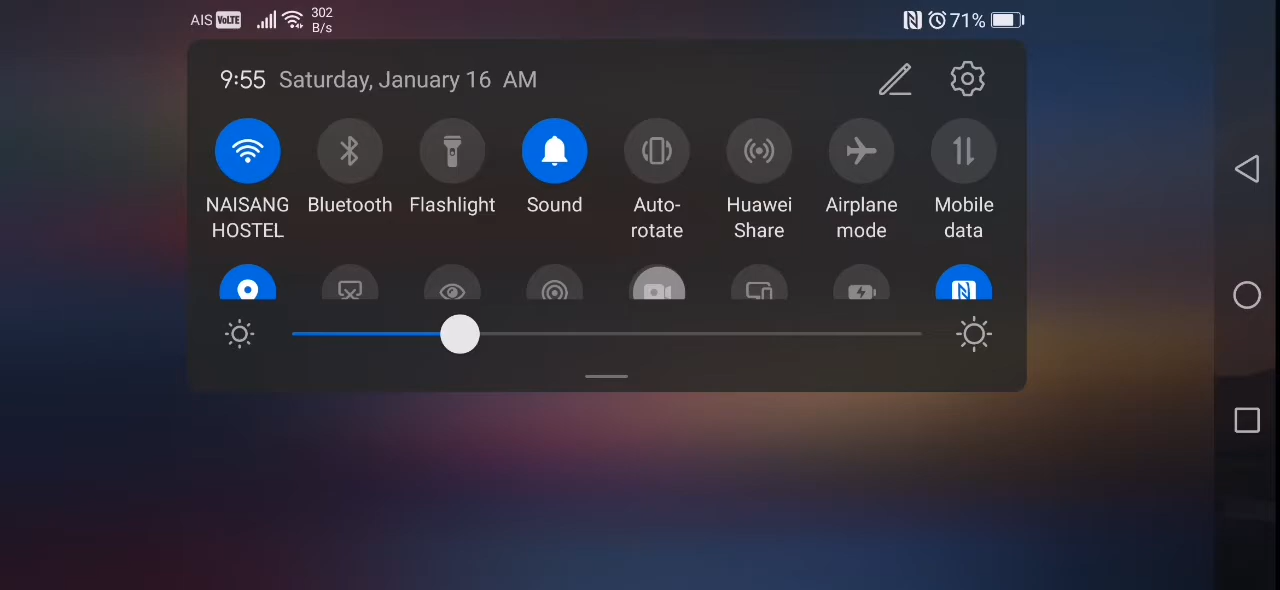 AIS VoLTE 302 B/s 71%
9:55 Saturday, January 16 AM
NAISANG HOSTEL
Bluetooth
Flashlight
Sound
Auto-rotate
Huawei Share
Airplane mode
Mobile data